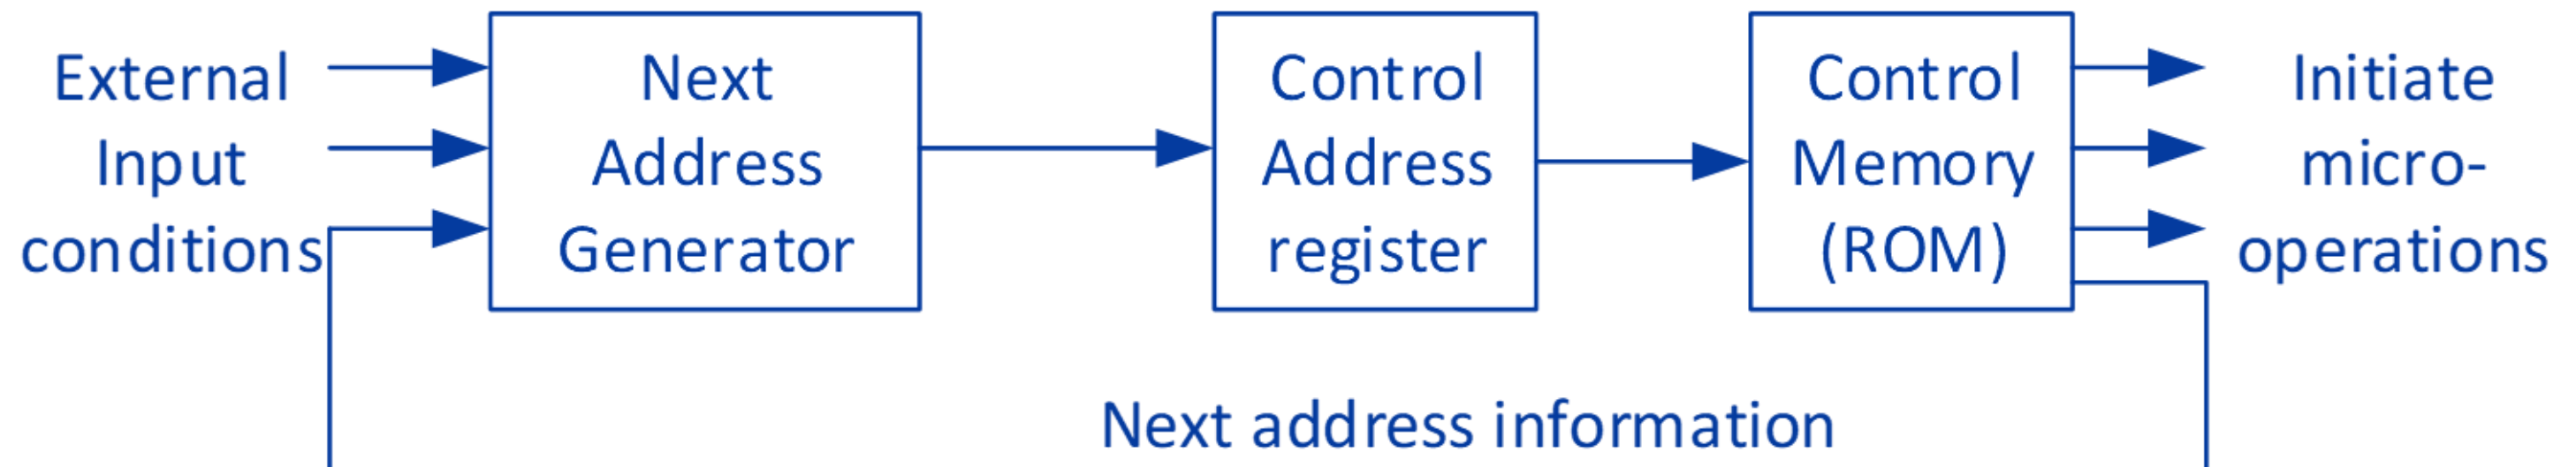 External
Input
conditions
Next
Address
Generator
Control
Address
register
Control
Memory
(ROM)
Initiate
micro-
operations
Next address information